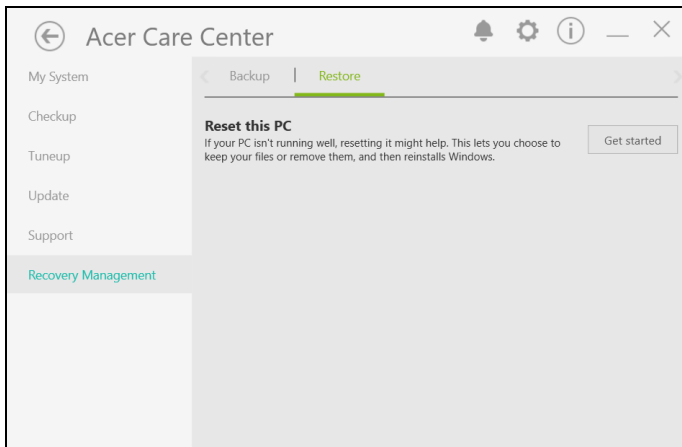 Acer Care Center
My System
Checkup
Tuneup
Update
Support
Recovery Management
Backup | Restore
Reset this PC
If your PC isn't running well, resetting it might help. This lets you choose to
keep your files or remove them, and then reinstalls Windows.
Get started